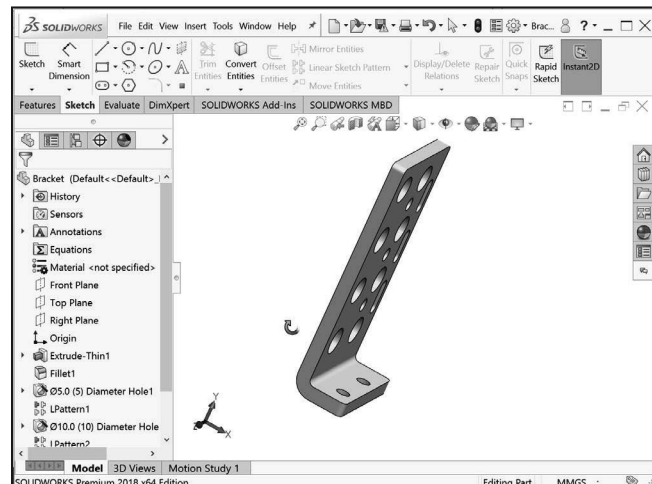 SOLIDWORKS File Edit View Insert Tools Window Help Brac... ?
Sketch Smart Dimension Trim Entities Convert Entities Offset Entities Mirror Entities Linear Sketch Pattern Move Entities Display/Delete Relations Repair Sketch Quick Snaps Rapid Sketch Instant2D
Features Sketch Evaluate DimXpert SOLIDWORKS Add-Ins SOLIDWORKS MBD
Bracket (Default<<Default>_
History
Sensors
Annotations
Equations
Material <not specified>
Front Plane
Top Plane
Right Plane
Origin
Extrude-Thin1
Fillet1
Ø5.0 (5) Diameter Hole1
LPattern1
Ø10.0 (10) Diameter Hole
LPattern2
Y
X
Z
Model 3D Views Motion Study 1
SOLIDWORKS Premium 2018 x64 Edition Editing Part MMGS